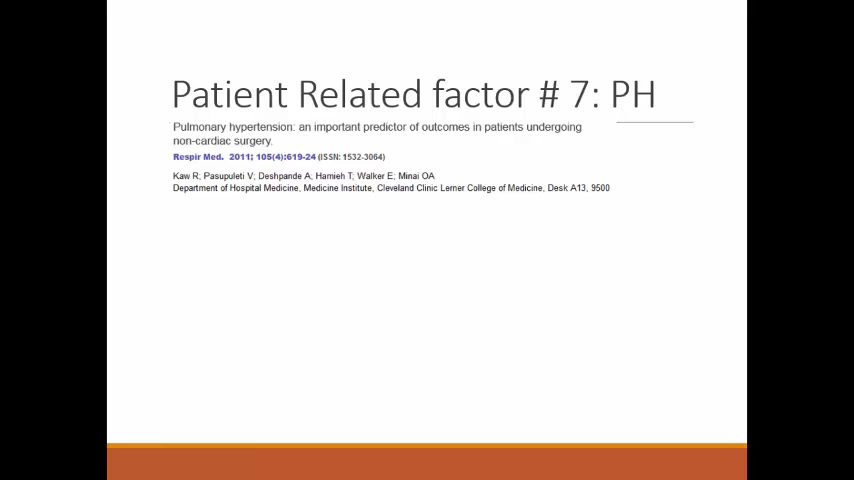 Patient Related factor # 7: PH
Pulmonary hypertension: an important predictor of outcomes in patients undergoing
non-cardiac surgery.
Respir Med. 2011; 105(4):619-24 (ISSN: 1532-3064)
Kaw R; Pasupuleti V; Deshpande A; Hamieh T; Walker E; Minai OA
Department of Hospital Medicine, Medicine Institute, Cleveland Clinic Lerner College of Medicine, Desk A13, 9500